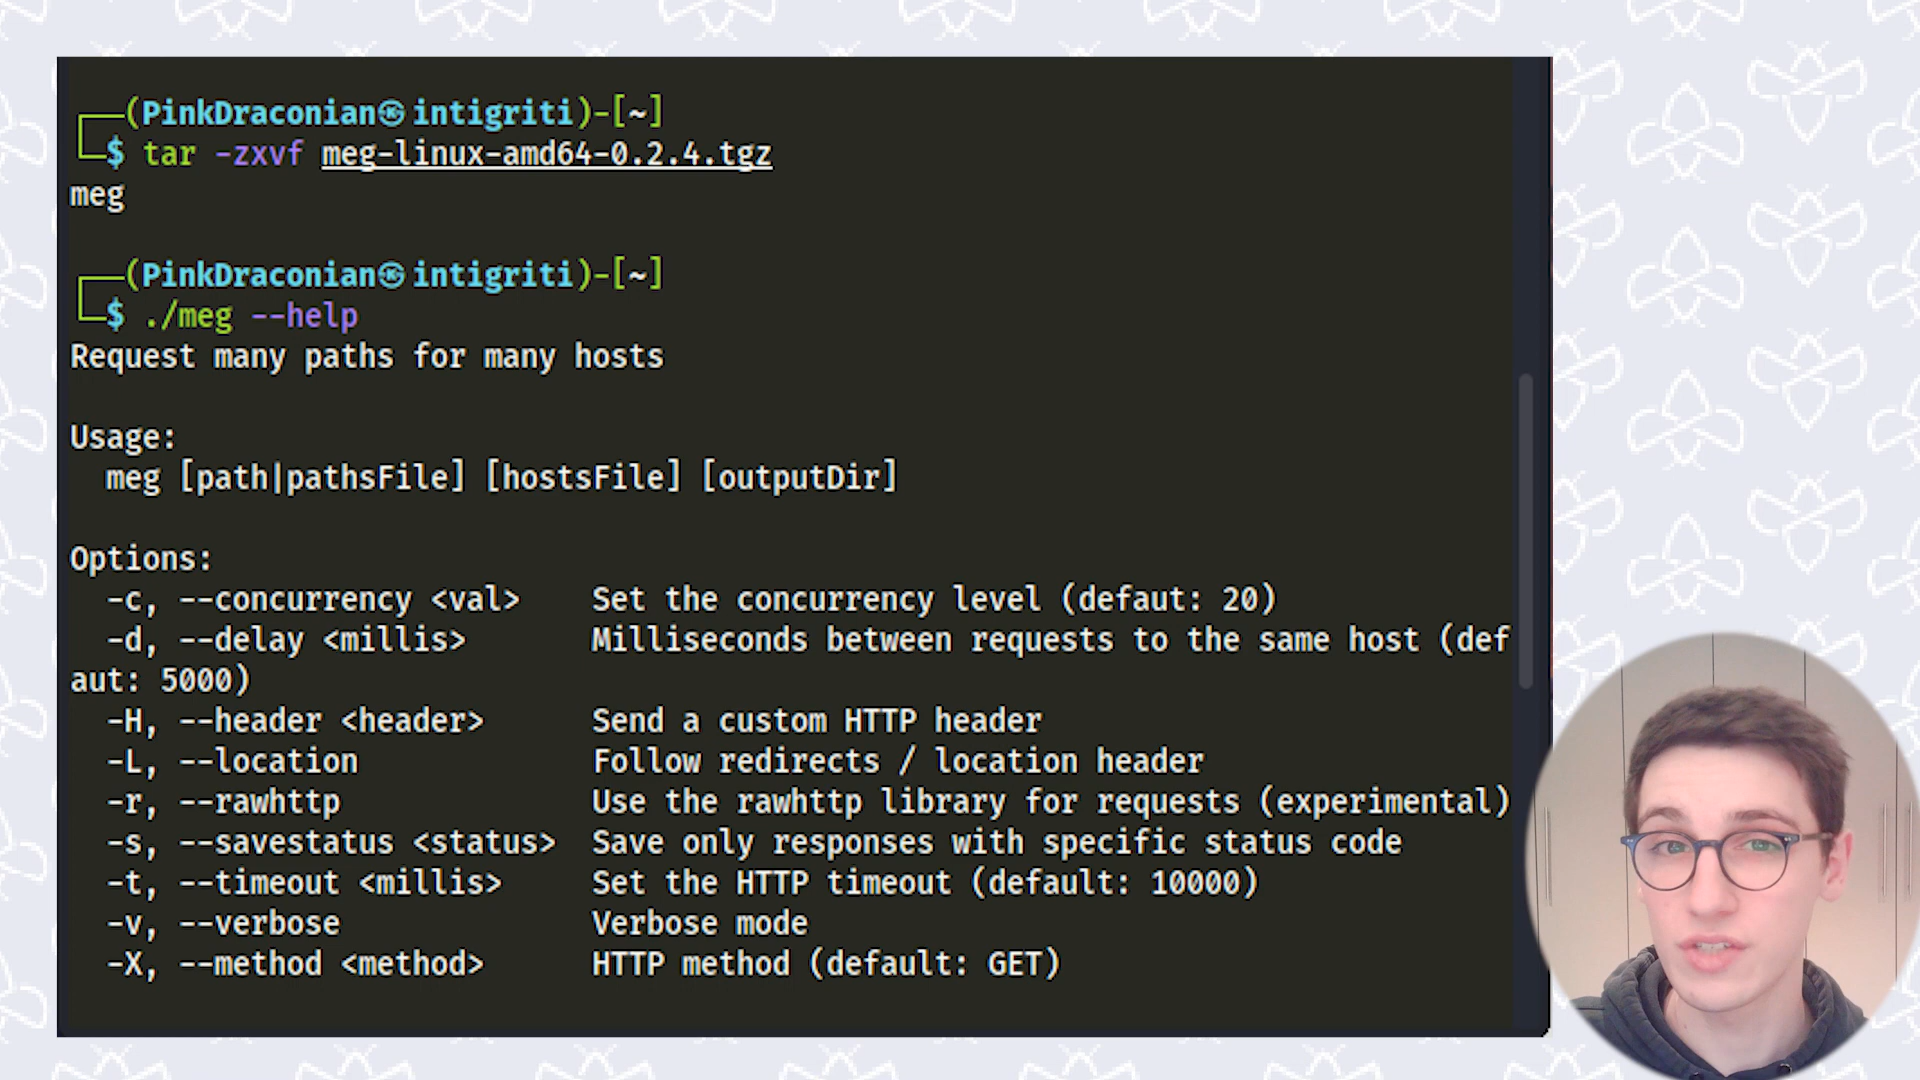 (PinkDraconian㉿intigriti)-[~]
$ tar -zxvf meg-linux-amd64-0.2.4.tgz
meg
(PinkDraconian㉿intigriti)-[~]
$ ./meg --help
Request many paths for many hosts
Usage:
meg [path|pathsFile] [hostsFile] [outputDir]
Options:
-c, --concurrency <val> Set the concurrency level (defaut: 20)
-d, --delay <millis> Milliseconds between requests to the same host (def
aut: 5000)
-H, --header <header> Send a custom HTTP header
-L, --location Follow redirects / location header
-r, --rawhttp Use the rawhttp library for requests (experimental)
-s, --savestatus <status> Save only responses with specific status code
-t, --timeout <millis> Set the HTTP timeout (default: 10000)
-v, --verbose Verbose mode
-X, --method <method> HTTP method (default: GET)